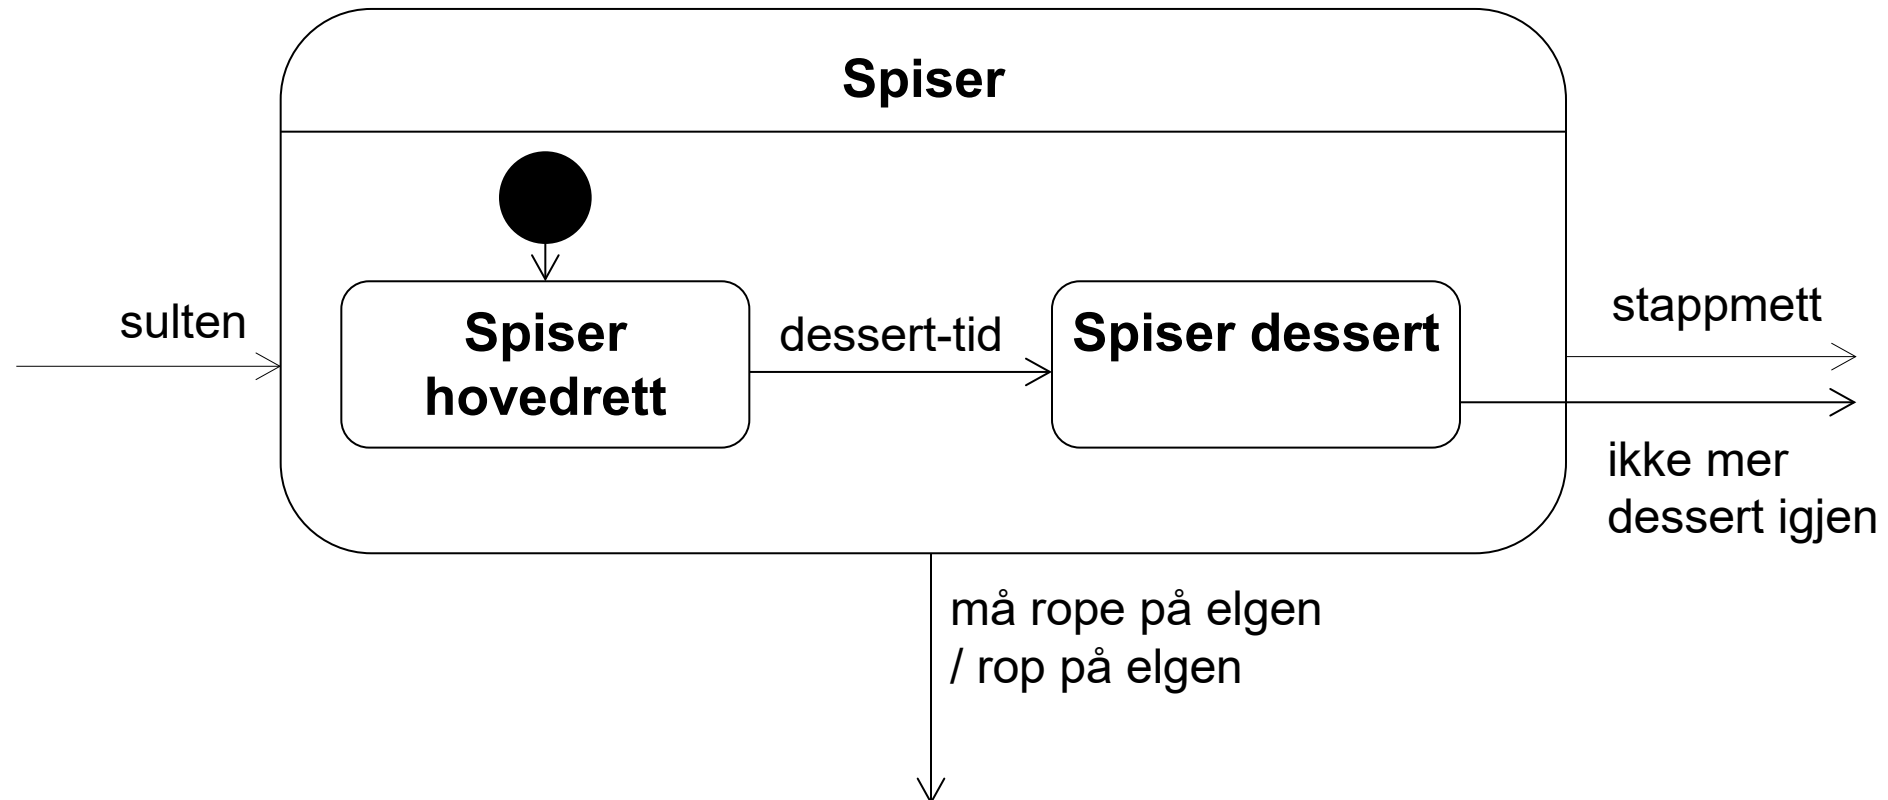 Spiser
sulten
Spiser
hovedrett
dessert-tid
Spiser dessert
stappmett
ikke mer
dessert igjen
må rope på elgen
/ rop på elgen